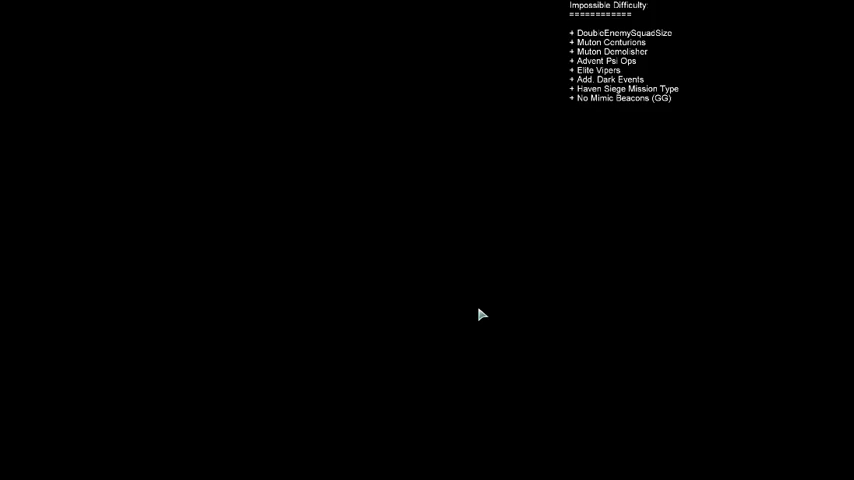 Impossible Difficulty
============
+ DoubleEnemySquadSize
+ Muton Centurions
+ Muton Demolisher
+ Advent Psi Ops
+ Elite Vipers
+ Add. Dark Events
+ Haven Siege Mission Type
+ No Mimic Beacons (GG)